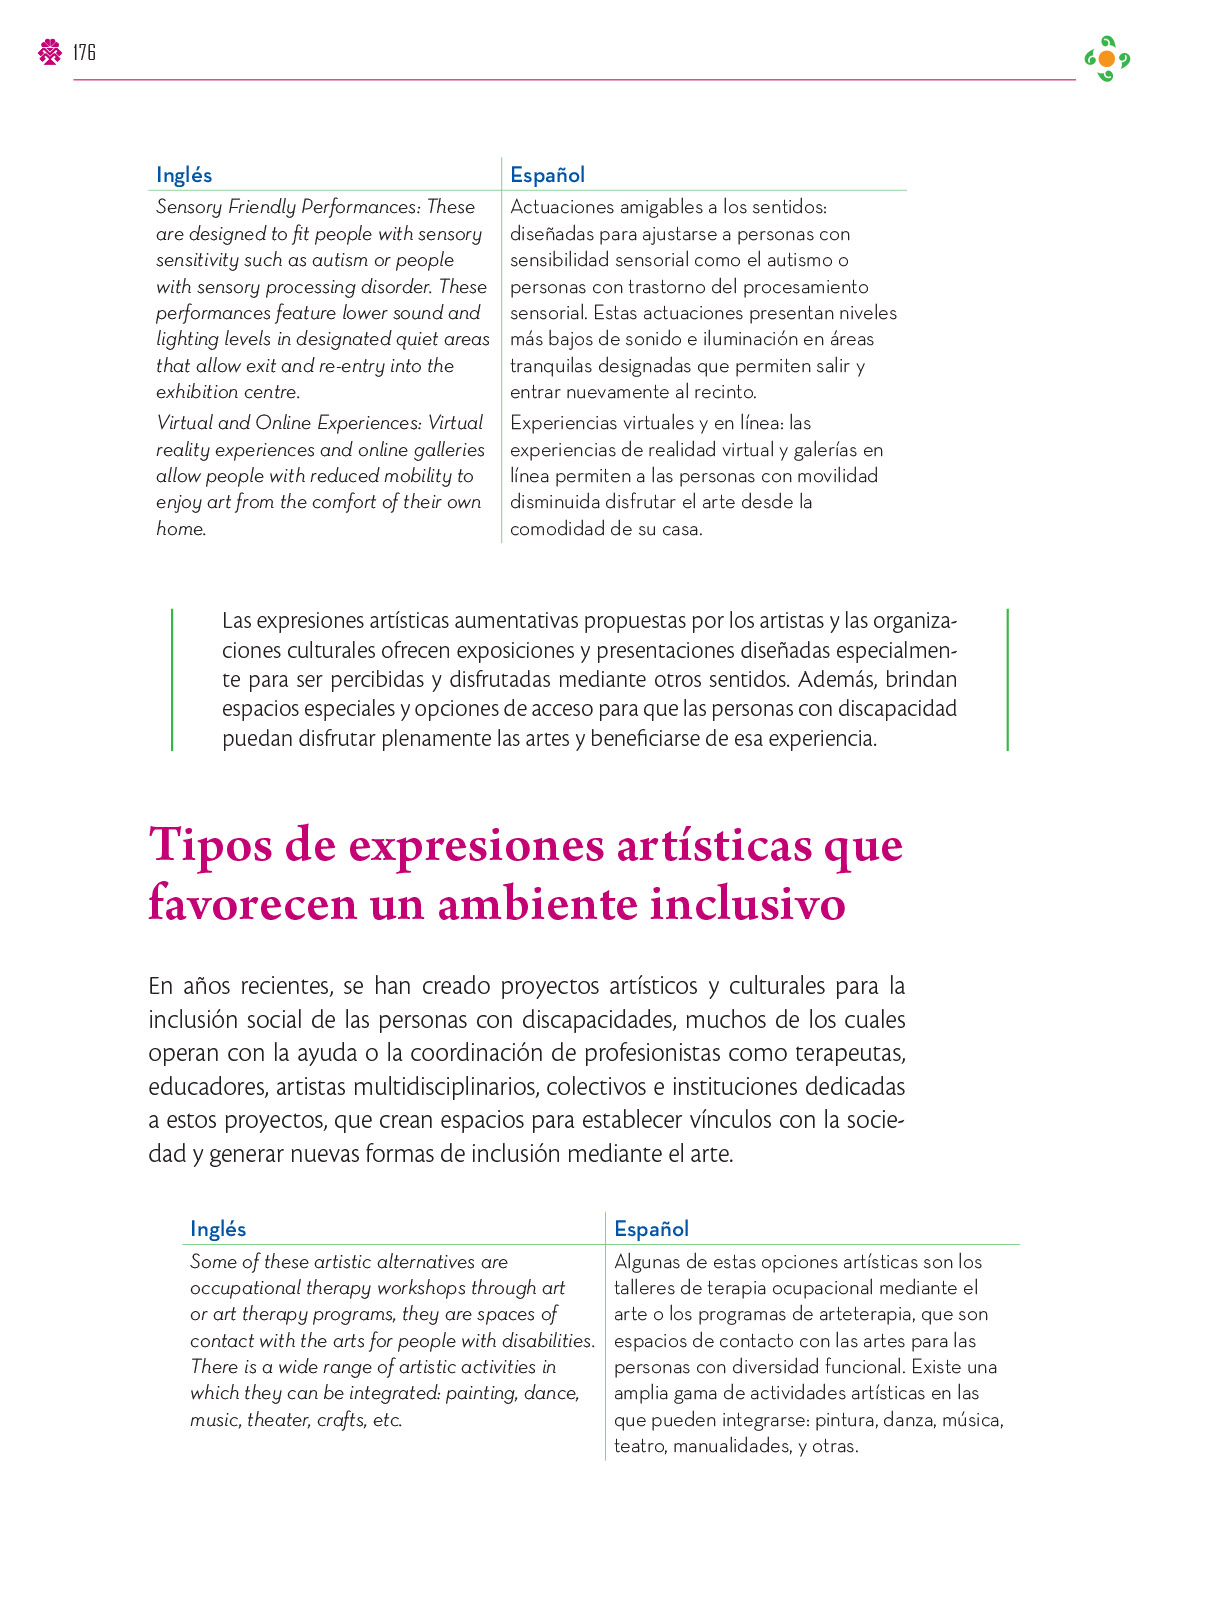 176
Inglés
Sensory Friendly Performances: These
are designed to fit people with sensory
sensitivity such as autism or people
with sensory processing disorder. These
performances feature lower sound and
lighting levels in designated quiet areas
that allow exit and re-entry into the
exhibition centre.
Virtual and Online Experiences: Virtual
reality experiences and online galleries
allow people with reduced mobility to
enjoy art from the comfort of their own
home.
Español
Actuaciones amigables a los sentidos:
diseñadas para ajustarse a personas con
sensibilidad sensorial como el autismo o
personas con trastorno del procesamiento
sensorial. Estas actuaciones presentan niveles
más bajos de sonido e iluminación en áreas
tranquilas designadas que permiten salir y
entrar nuevamente al recinto.
Experiencias virtuales y en línea: las
experiencias de realidad virtual y galerías en
línea permiten a las personas con movilidad
disminuida disfrutar el arte desde la
comodidad de su casa.
Las expresiones artísticas aumentativas propuestas por los artistas y las organiza-
ciones culturales ofrecen exposiciones y presentaciones diseñadas especialmen-
te para ser percibidas y disfrutadas mediante otros sentidos. Además, brindan
espacios especiales y opciones de acceso para que las personas con discapacidad
puedan disfrutar plenamente las artes y beneficiarse de esa experiencia.
Tipos de expresiones artísticas que
favorecen un ambiente inclusivo
En años recientes, se han creado proyectos artísticos y culturales para la
inclusión social de las personas con discapacidades, muchos de los cuales
operan con la ayuda o la coordinación de profesionistas como terapeutas,
educadores, artistas multidisciplinarios, colectivos e instituciones dedicadas
a estos proyectos, que crean espacios para establecer vínculos con la socie-
dad y generar nuevas formas de inclusión mediante el arte.
Inglés
Some of these artistic alternatives are
occupational therapy workshops through art
or art therapy programs, they are spaces of
contact with the arts for people with disabilities.
There is a wide range of artistic activities in
which they can be integrated: painting, dance,
music, theater, crafts, etc.
Español
Algunas de estas opciones artísticas son los
talleres de terapia ocupacional mediante el
arte o los programas de arteterapia, que son
espacios de contacto con las artes para las
personas con diversidad funcional. Existe una
amplia gama de actividades artísticas en las
que pueden integrarse: pintura, danza, música,
teatro, manualidades, y otras.